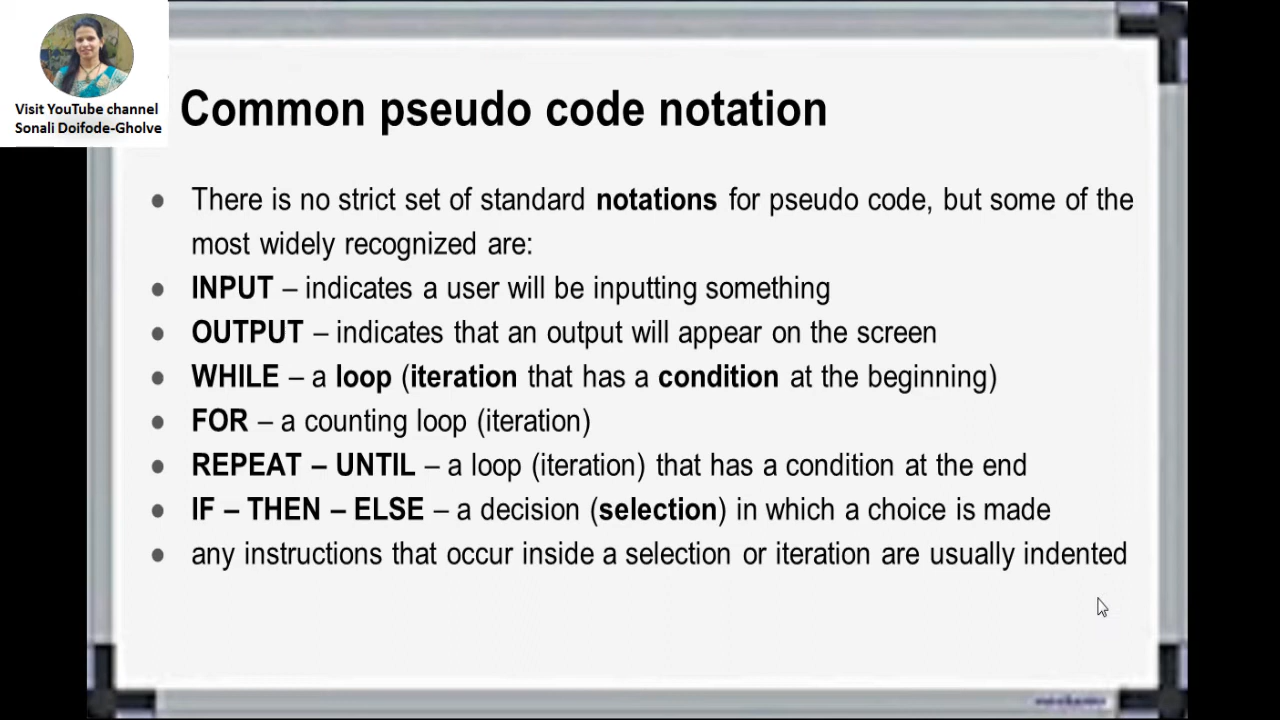 Visit YouTube channel
Sonali Doifode-Gholve
Common pseudo code notation
● There is no strict set of standard notations for pseudo code, but some of the
most widely recognized are:
● INPUT – indicates a user will be inputting something
● OUTPUT – indicates that an output will appear on the screen
● WHILE – a loop (iteration that has a condition at the beginning)
● FOR – a counting loop (iteration)
● REPEAT – UNTIL – a loop (iteration) that has a condition at the end
● IF – THEN – ELSE – a decision (selection) in which a choice is made
● any instructions that occur inside a selection or iteration are usually indented